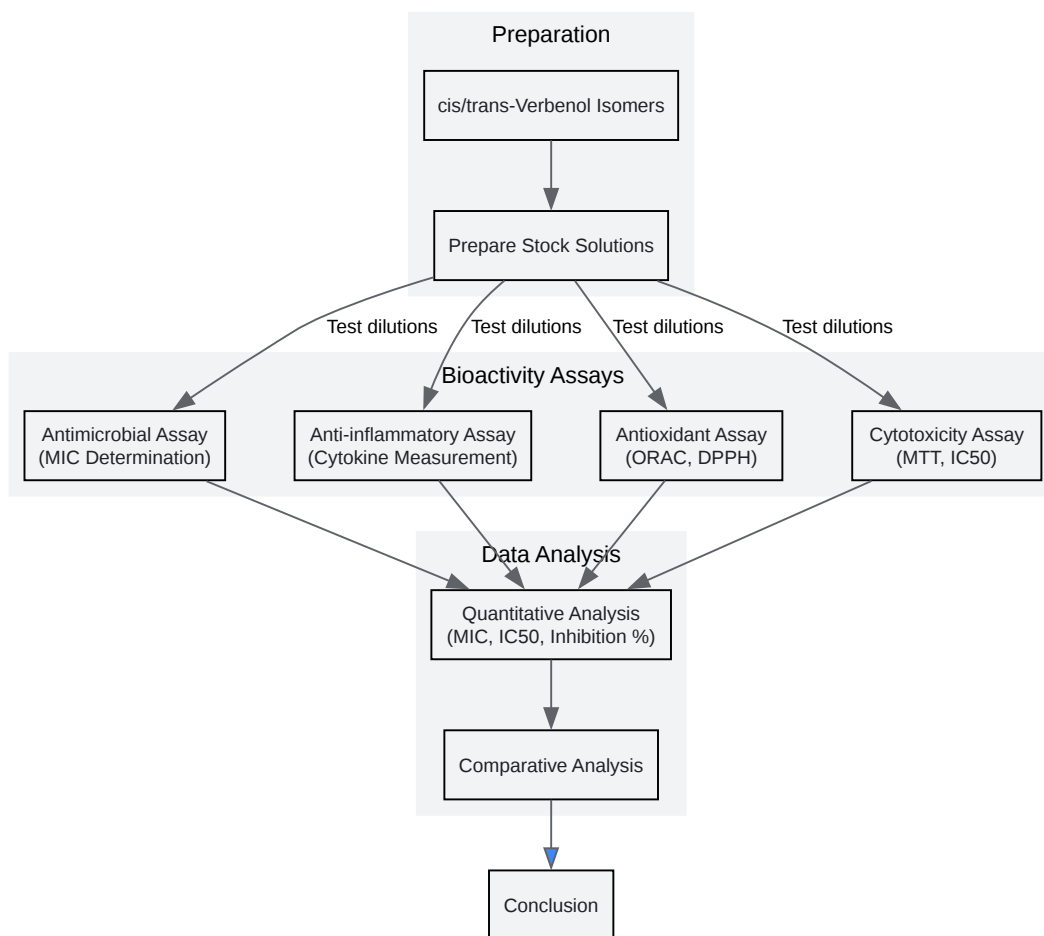 Preparation
cis/trans-Verbenol Isomers
Prepare Stock Solutions
Test dilutions
Test dilutions
Test dilutions
Test dilutions
Bioactivity Assays
Antimicrobial Assay
(MIC Determination)
Anti-inflammatory Assay
(Cytokine Measurement)
Antioxidant Assay
(ORAC, DPPH)
Cytotoxicity Assay
(MTT, IC50)
Data Analysis
Quantitative Analysis
(MIC, IC50, Inhibition %)
Comparative Analysis
Conclusion